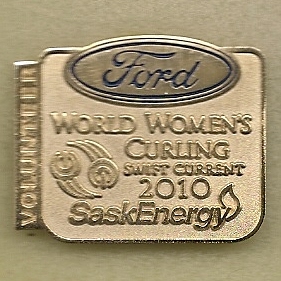 Ford
WORLD WOMEN'S
CURLING
SWIFT CURRENT
2010
SaskEnergy
VOLUNTEER